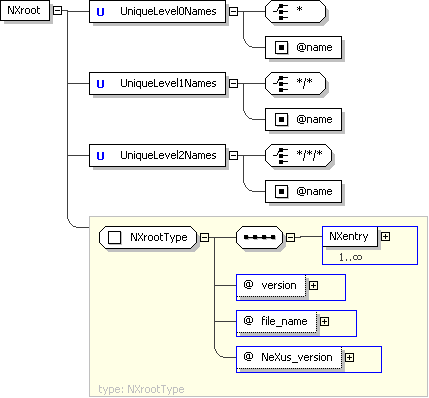 NXroot
U UniqueLevel0Names
*
@name
U UniqueLevel1Names
*/*
@name
U UniqueLevel2Names
*/*/*
@name
NXrootType
NXentry
1..∞
@ version
@ file_name
@ NeXus_version
type: NXrootType